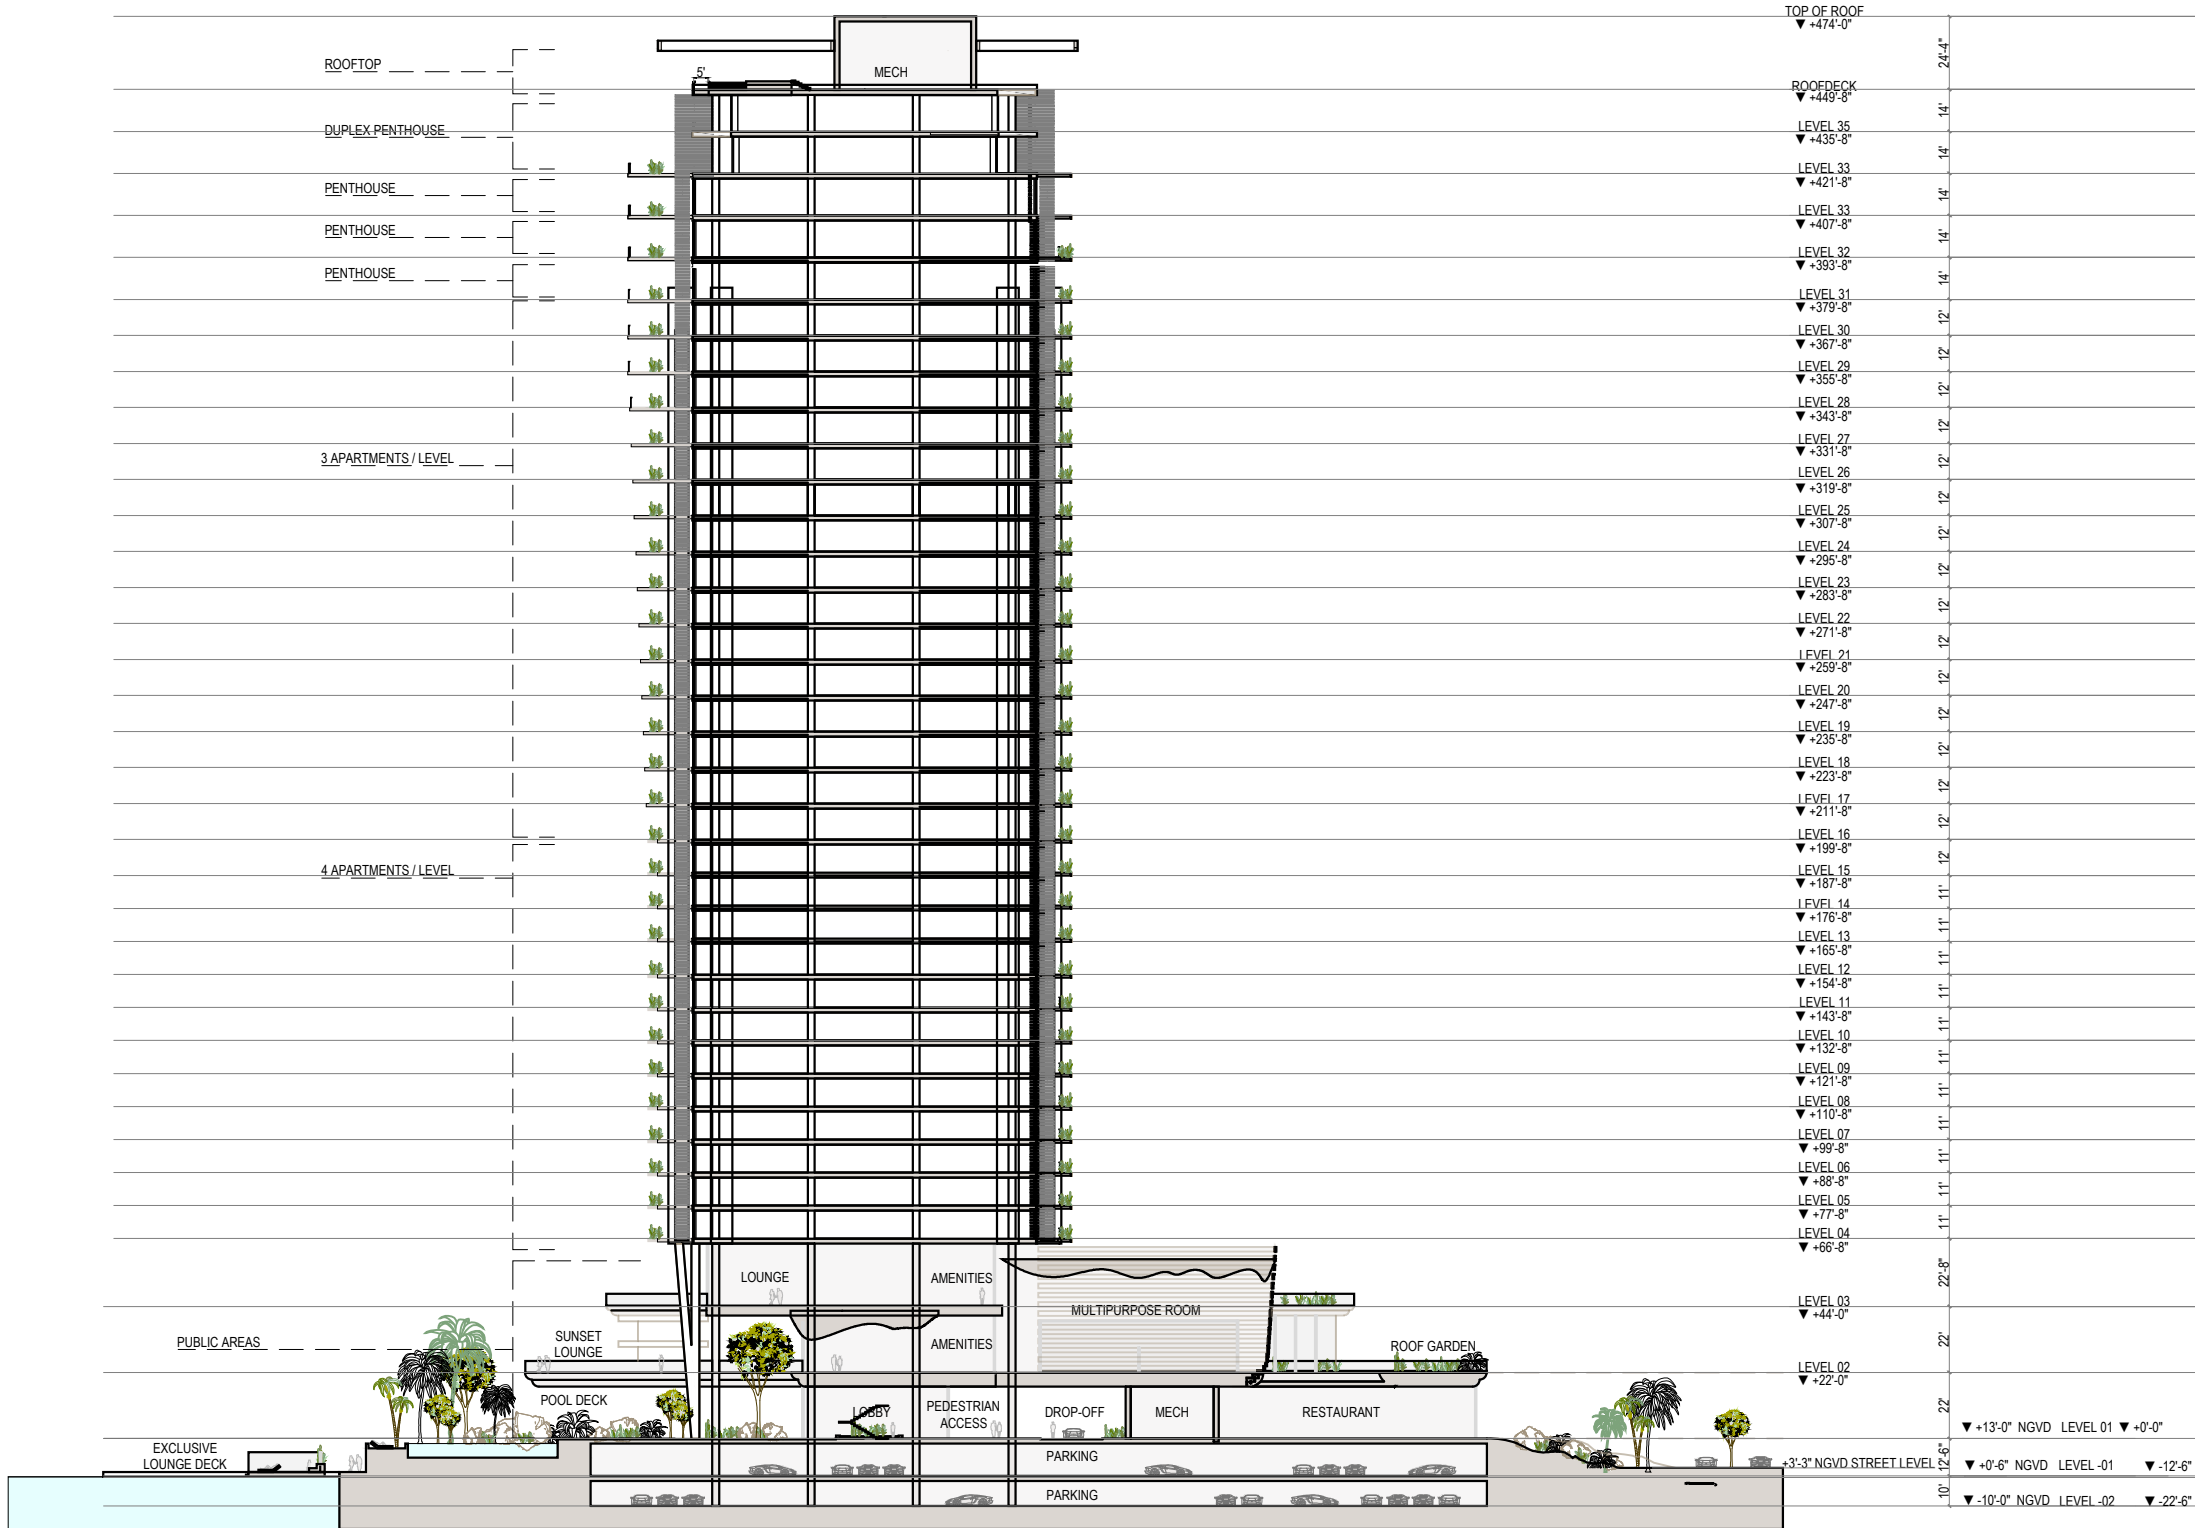 TOP OF ROOF
▼ +474'-0"
24'-4"
ROOFTOP
5'
MECH
ROOFDECK
▼ +449'-8"
14'
DUPLEX PENTHOUSE
LEVEL 35
▼ +435'-8"
14'
PENTHOUSE
LEVEL 33
▼ +421'-8"
14'
PENTHOUSE
LEVEL 33
▼ +407'-8"
14'
PENTHOUSE
LEVEL 32
▼ +393'-8"
14'
LEVEL 31
▼ +379'-8"
12'
LEVEL 30
▼ +367'-8"
12'
LEVEL 29
▼ +355'-8"
12'
LEVEL 28
▼ +343'-8"
12'
LEVEL 27
▼ +331'-8"
12'
3 APARTMENTS / LEVEL
LEVEL 26
▼ +319'-8"
12'
LEVEL 25
▼ +307'-8"
12'
LEVEL 24
▼ +295'-8"
12'
LEVEL 23
▼ +283'-8"
12'
LEVEL 22
▼ +271'-8"
12'
LEVEL 21
▼ +259'-8"
12'
LEVEL 20
▼ +247'-8"
12'
LEVEL 19
▼ +235'-8"
12'
LEVEL 18
▼ +223'-8"
12'
LEVEL 17
▼ +211'-8"
12'
LEVEL 16
▼ +199'-8"
12'
4 APARTMENTS / LEVEL
LEVEL 15
▼ +187'-8"
11'
LEVEL 14
▼ +176'-8"
11'
LEVEL 13
▼ +165'-8"
11'
LEVEL 12
▼ +154'-8"
11'
LEVEL 11
▼ +143'-8"
11'
LEVEL 10
▼ +132'-8"
11'
LEVEL 09
▼ +121'-8"
11'
LEVEL 08
▼ +110'-8"
11'
LEVEL 07
▼ +99'-8"
11'
LEVEL 06
▼ +88'-8"
11'
LEVEL 05
▼ +77'-8"
11'
LEVEL 04
▼ +66'-8"
22'-8"
LOUNGE
AMENITIES
MULTIPURPOSE ROOM
LEVEL 03
▼ +44'-0"
22'
PUBLIC AREAS
SUNSET
LOUNGE
AMENITIES
ROOF GARDEN
LEVEL 02
▼ +22'-0"
22'
POOL DECK
LOBBY
PEDESTRIAN
ACCESS
DROP-OFF
MECH
RESTAURANT
▼ +13'-0" NGVD LEVEL 01 ▼ +0'-0"
EXCLUSIVE
LOUNGE DECK
PARKING
+3'-3" NGVD STREET LEVEL
12'-6"
▼ +0'-6" NGVD LEVEL -01 ▼ -12'-6"
PARKING
10'
▼ -10'-0" NGVD LEVEL -02 ▼ -22'-6"